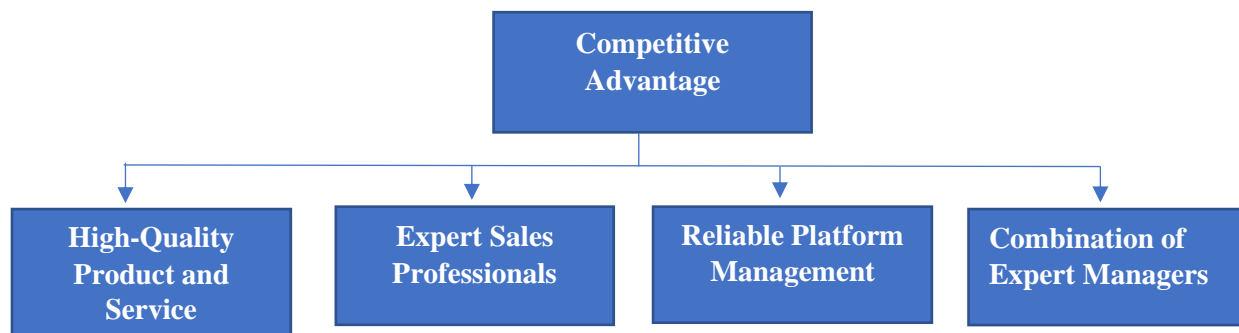 Competitive
Advantage
High-Quality
Product and
Service
Expert Sales
Professionals
Reliable Platform
Management
Combination of
Expert Managers